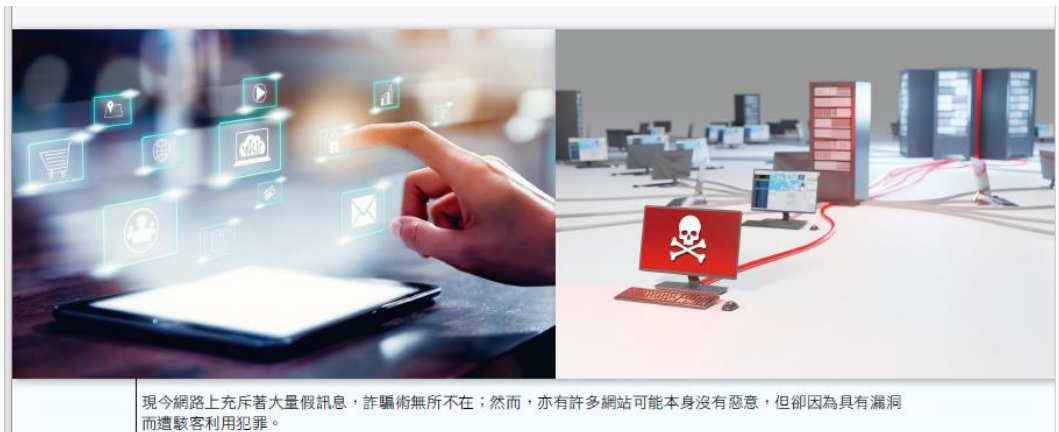 現今網路上充斥著大量假訊息，詐騙術無所不在；然而，亦有許多網站可能本身沒有惡意，但卻因為具有漏洞
而遭駭客利用犯罪。